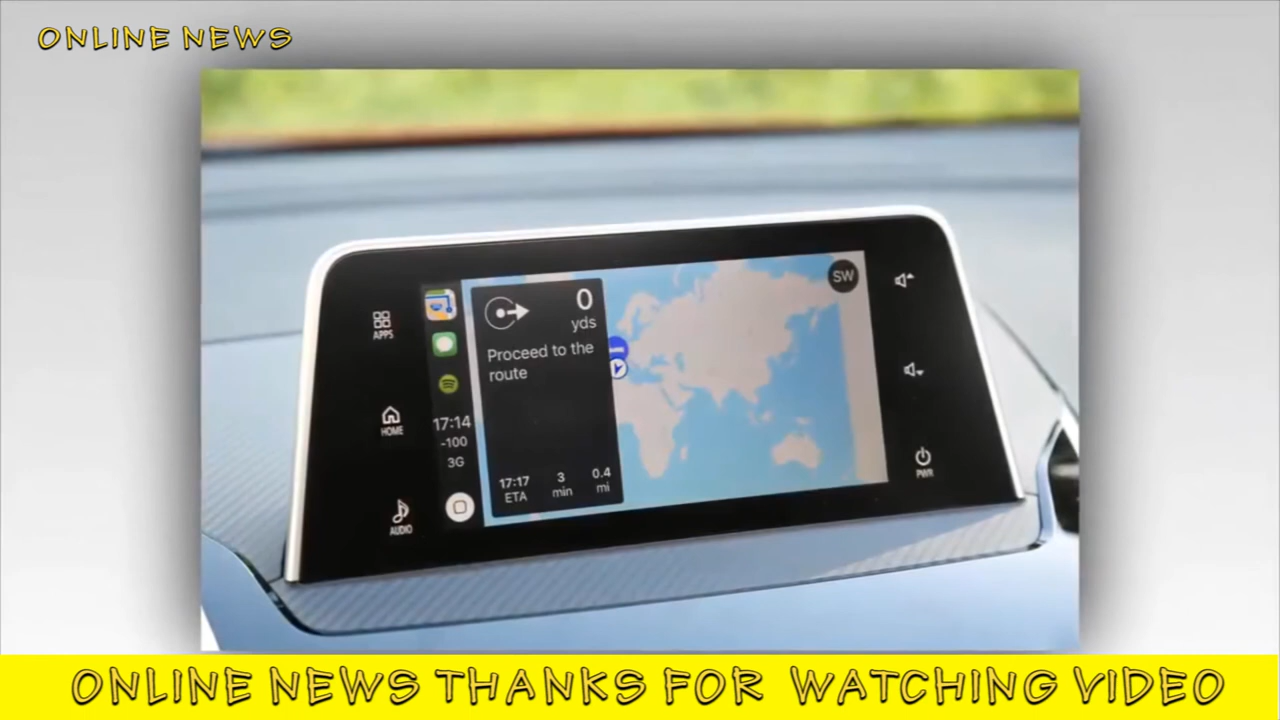 ONLINE NEWS
APPS
HOME
AUDIO
17:14
-100
3G
0
yds
Proceed to the
route
17:17
ETA
3
min
0.4
mi
SW
PWR
ONLINE NEWS THANKS FOR WATCHING VIDEO